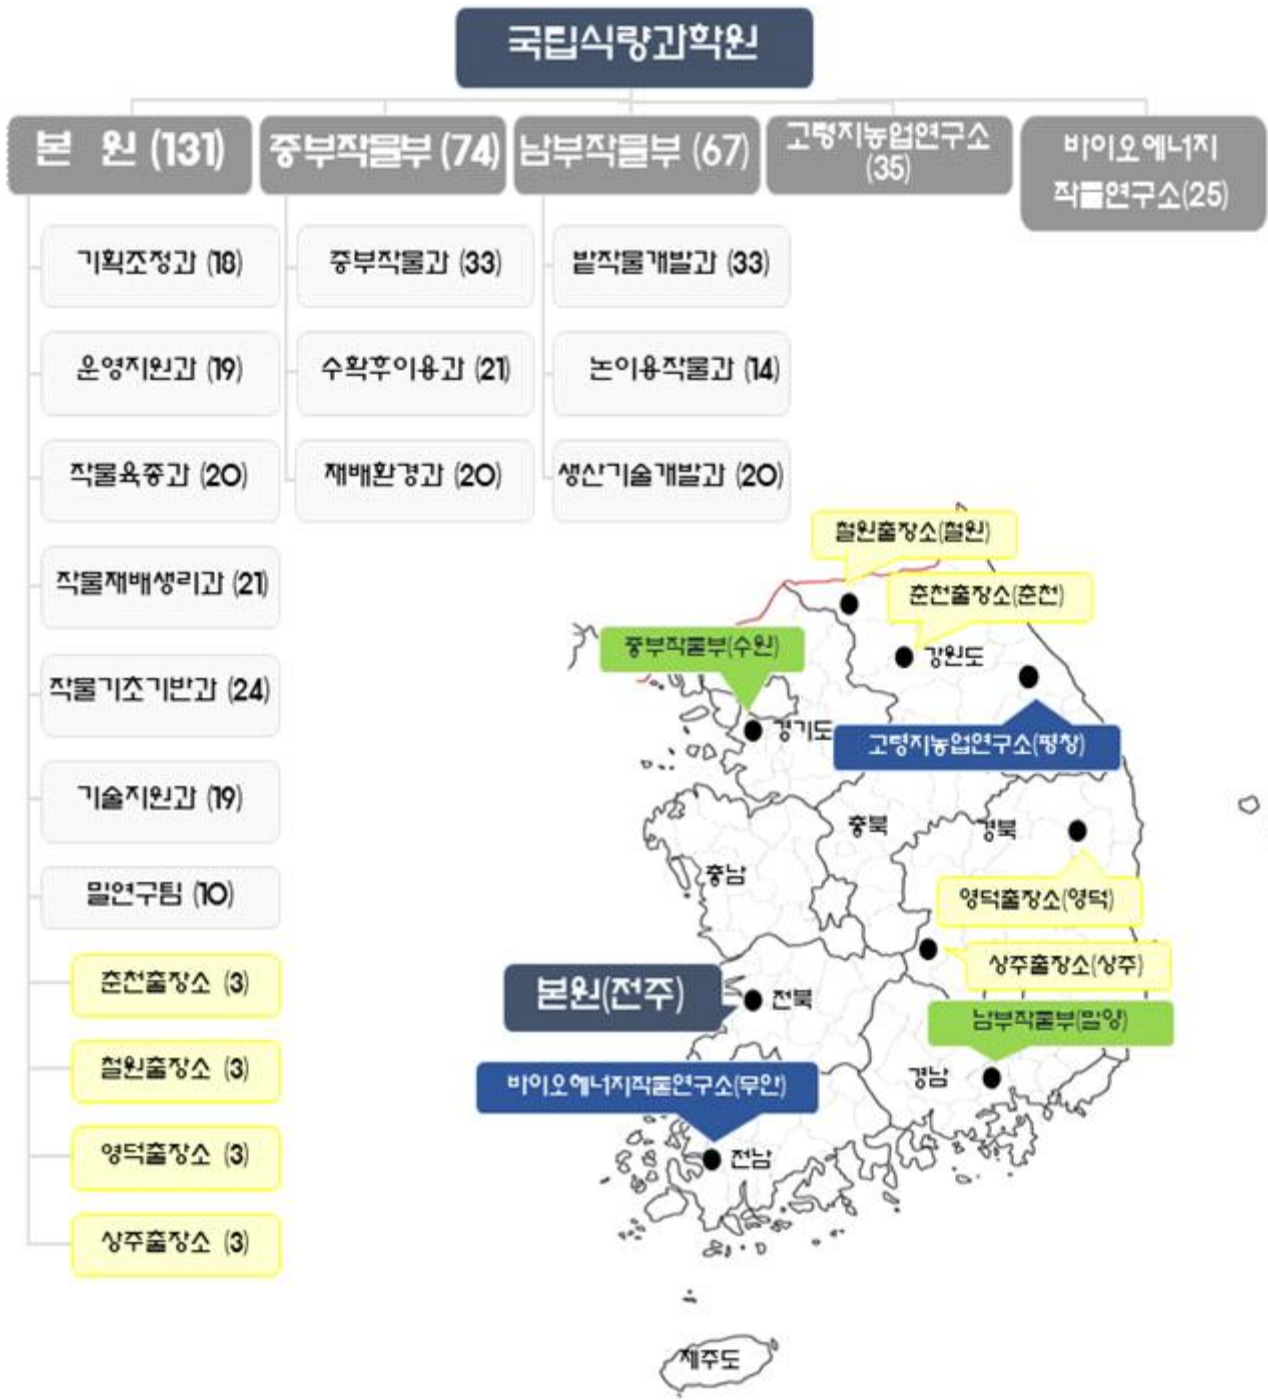 국립식량과학원
본 원 (131)
중부작물부 (74)
남부작물부 (67)
고령지농업연구소
(35)
바이오에너지
작물연구소(25)
기획조정과 (18)
운영지원과 (19)
작물육종과 (20)
작물재배생리과 (21)
작물기초기반과 (24)
기술지원과 (19)
밀연구팀 (10)
춘천출장소 (3)
철원출장소 (3)
영덕출장소 (3)
상주출장소 (3)
중부작물과 (33)
수확후이용과 (21)
재배환경과 (20)
밭작물개발과 (33)
논이용작물과 (14)
생산기술개발과 (20)
철원출장소(철원)
춘천출장소(춘천)
중부작물부(수원)
강원도
경기도
고령지농업연구소(평창)
충북
경북
충남
영덕출장소(영덕)
상주출장소(상주)
본원(전주)
전북
남부작물부(밀양)
바이오에너지작물연구소(무안)
경남
전남
제주도